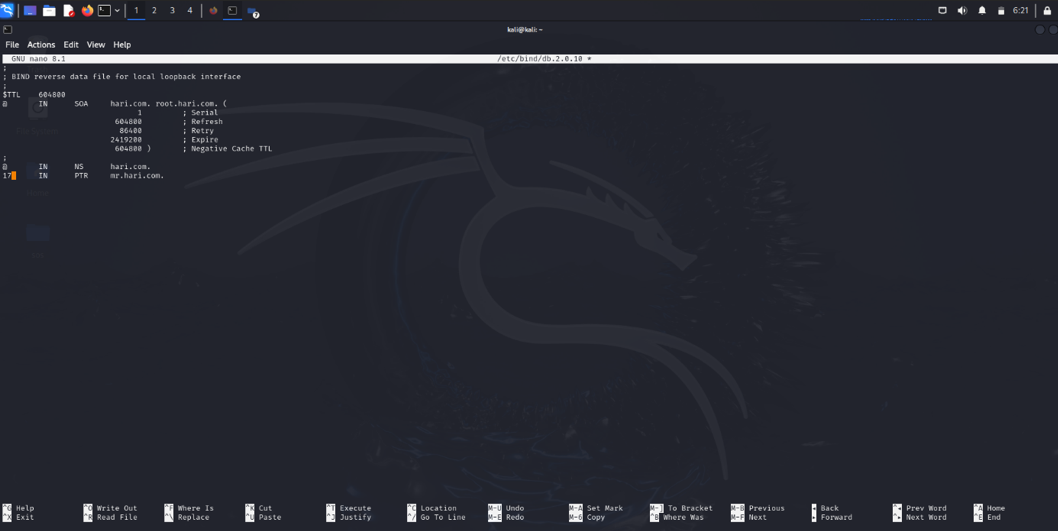 1 2 3 4 7 6:21
kali@kali: ~
File Actions Edit View Help
GNU nano 8.1 /etc/bind/db.2.0.10 *
;
; BIND reverse data file for local loopback interface
;
$TTL 604800
@ IN SOA hari.com. root.hari.com. (
1 ; Serial
604800 ; Refresh
86400 ; Retry
2419200 ; Expire
604800 ) ; Negative Cache TTL
;
@ IN NS hari.com.
17 IN PTR mr.hari.com.
^G Help ^O Write Out ^F Where Is ^K Cut ^T Execute ^C Location M-U Undo M-A Set Mark M-] To Bracket M-B Previous ◂ Back ^◂ Prev Word ^A Home
^X Exit ^R Read File ^\ Replace ^U Paste ^J Justify ^/ Go To Line M-E Redo M-6 Copy ^B Where Was M-F Next ▸ Forward ^▸ Next Word ^E End